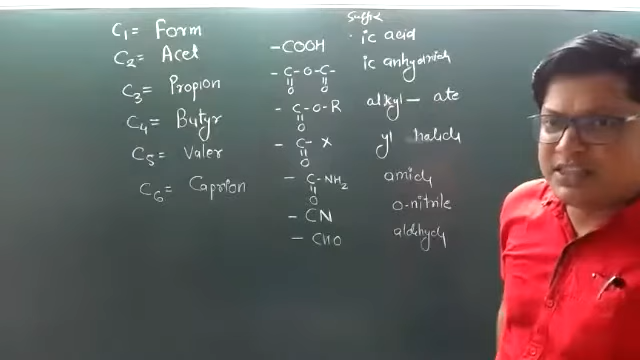 C₁= Form
C₂= Acet
C₃= Propion
C₄= Butyr
C₅= Valer
C₆= Caprion
Suffix
-COOH ic acid
-C-O-C- ic anhydride
O O
-C-O-R alkyl— ate
O
-C-X yl halide
O
-C-NH₂ amide
O
-CN o-nitrile
-CHO aldehyde